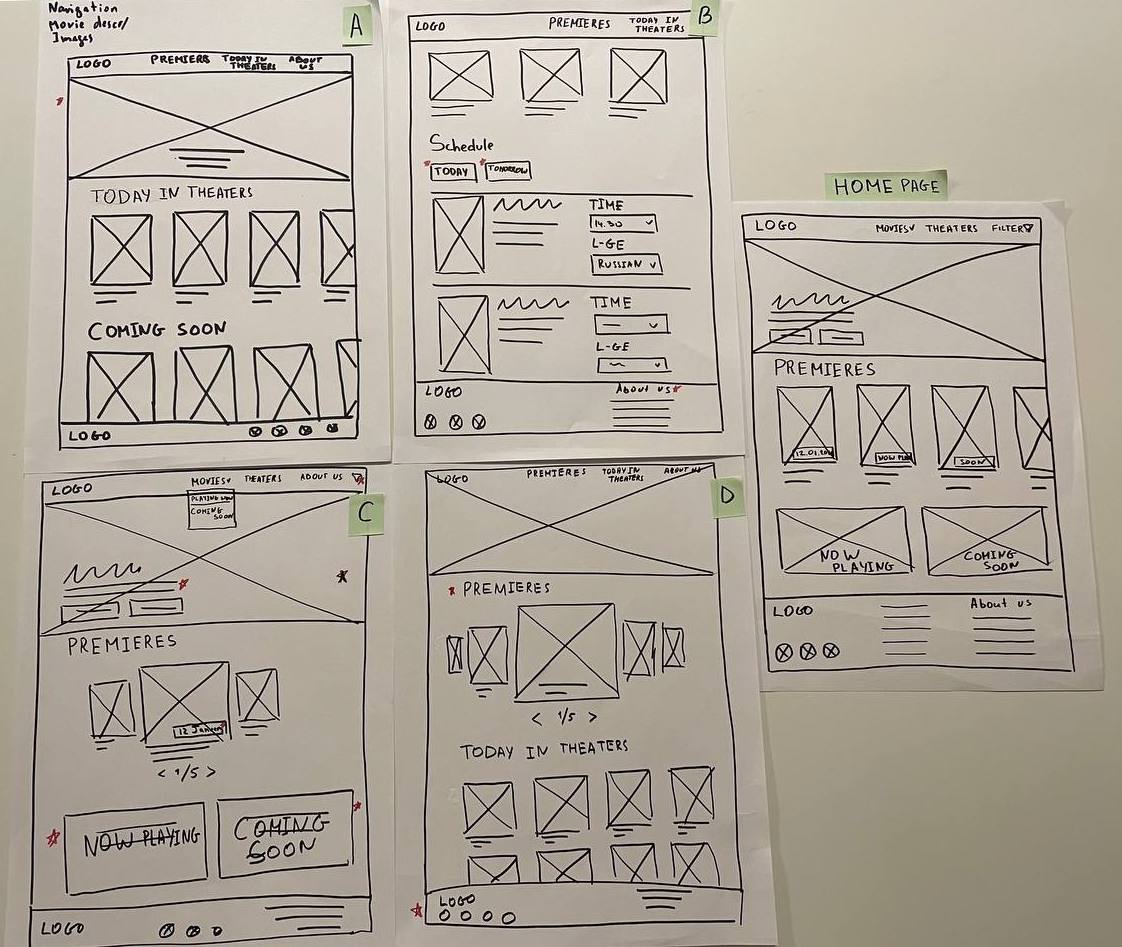 Navigation
Movie descr/
Images
A
LOGO
PREMIERS
TODAY IN
THEATERS
ABOUT
US
TODAY IN THEATERS
COMING SOON
LOGO
B
LOGO
PREMIERES
TODAY IN
THEATERS
Schedule
TODAY
TOMORROW
TIME
14.30
L-GE
RUSSIAN
TIME
L-GE
LOGO
About us
HOME PAGE
LOGO
MOVIES
THEATERS
FILTER
PREMIERES
NOW
SOON
NOW
PLAYING
COMING
SOON
LOGO
About us
C
LOGO
MOVIES
THEATERS
ABOUT US
PLAYING NOW
COMING
SOON
PREMIERES
12 January
< 1/5 >
NOW PLAYING
COMING
SOON
LOGO
D
LOGO
PREMIERES
TODAY IN
THEATERS
ABOUT US
PREMIERES
< 1/5 >
TODAY IN THEATERS
LOGO